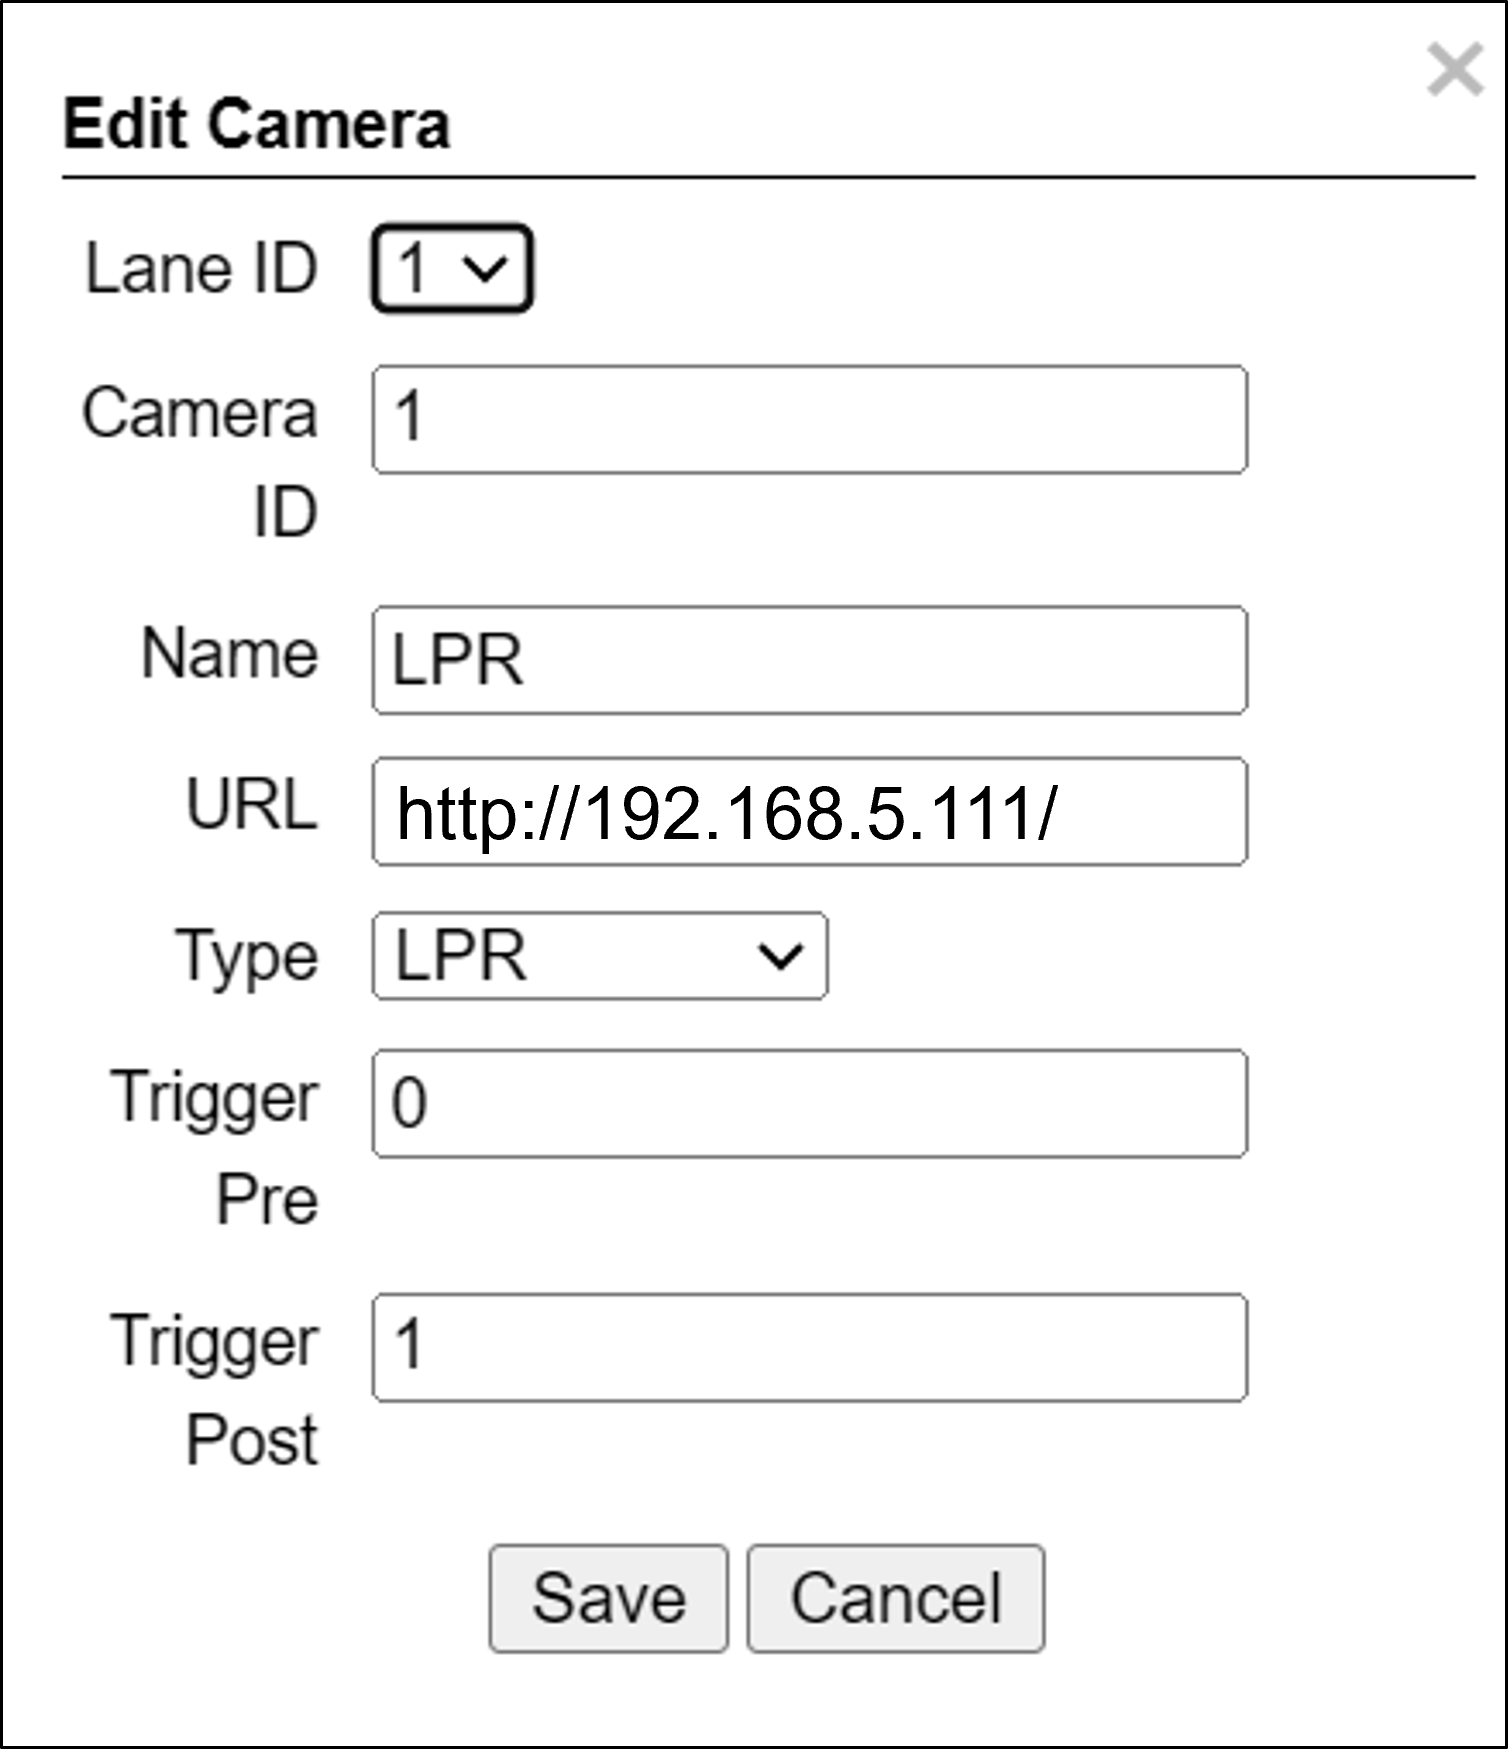 Edit Camera
Lane ID 1
Camera ID 1
Name LPR
URL http://192.168.5.111/
Type LPR
Trigger Pre 0
Trigger Post 1
Save Cancel